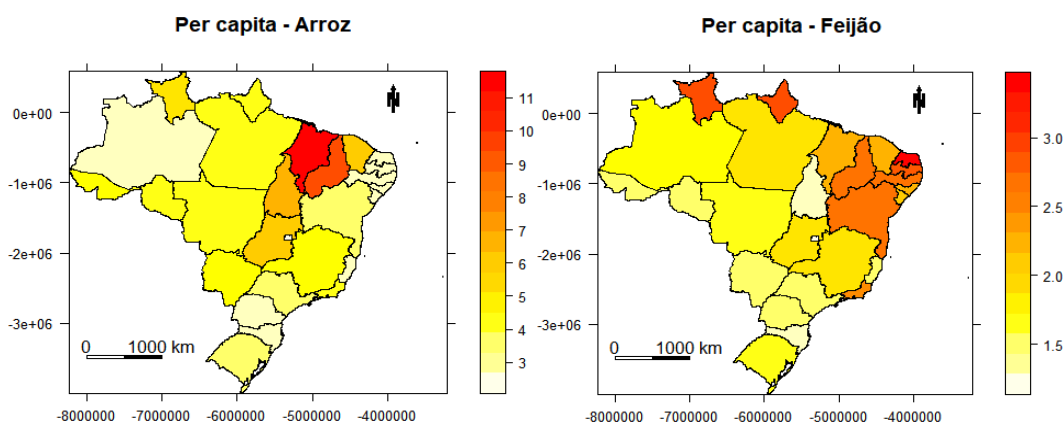 Per capita - Arroz
N
0e+00
-1e+06
-2e+06
-3e+06
0 1000 km
-8000000 -7000000 -6000000 -5000000 -4000000
11
10
9
8
7
6
5
4
3
Per capita - Feijão
N
0e+00
-1e+06
-2e+06
-3e+06
0 1000 km
-8000000 -7000000 -6000000 -5000000 -4000000
3.0
2.5
2.0
1.5